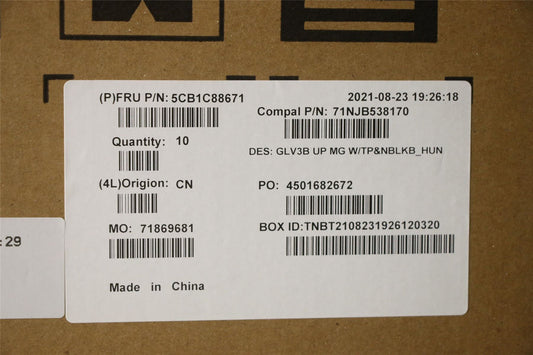 (P)FRU P/N: 5CB1C88671
2021-08-23 19:26:18
Compal P/N: 71NJB538170
Quantity: 10
DES: GLV3B UP MG W/TP&NBLKB_HUN
(4L)Origion: CN
PO: 4501682672
MO: 71869681
BOX ID:TNBT2108231926120320
:29
Made in China